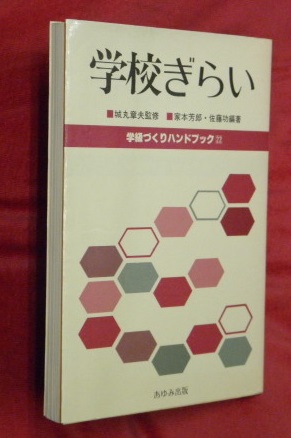 学校ぎらい
■城丸章夫監修 ■家本芳郎・佐藤功編著
学級づくりハンドブック
あゆみ出版